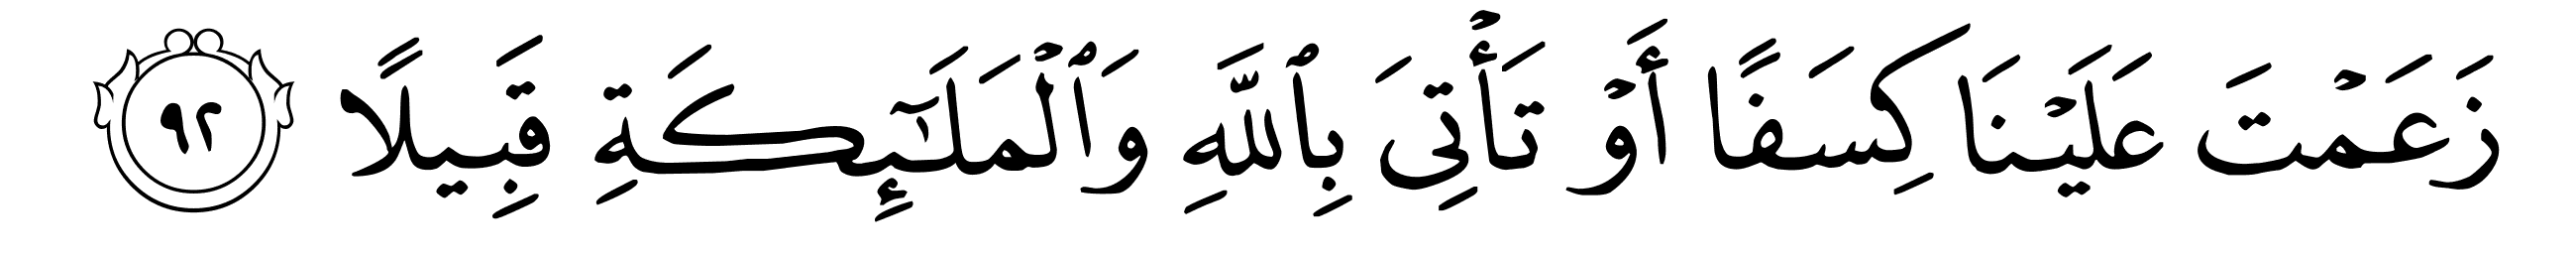 زَعَمْتَ عَلَيْنَا كِسَفًا أَوْ تَأْتِىَ بِٱللَّهِ وَٱلْمَلَـٰٓئِكَةِ قَبِيلًا ٩٢